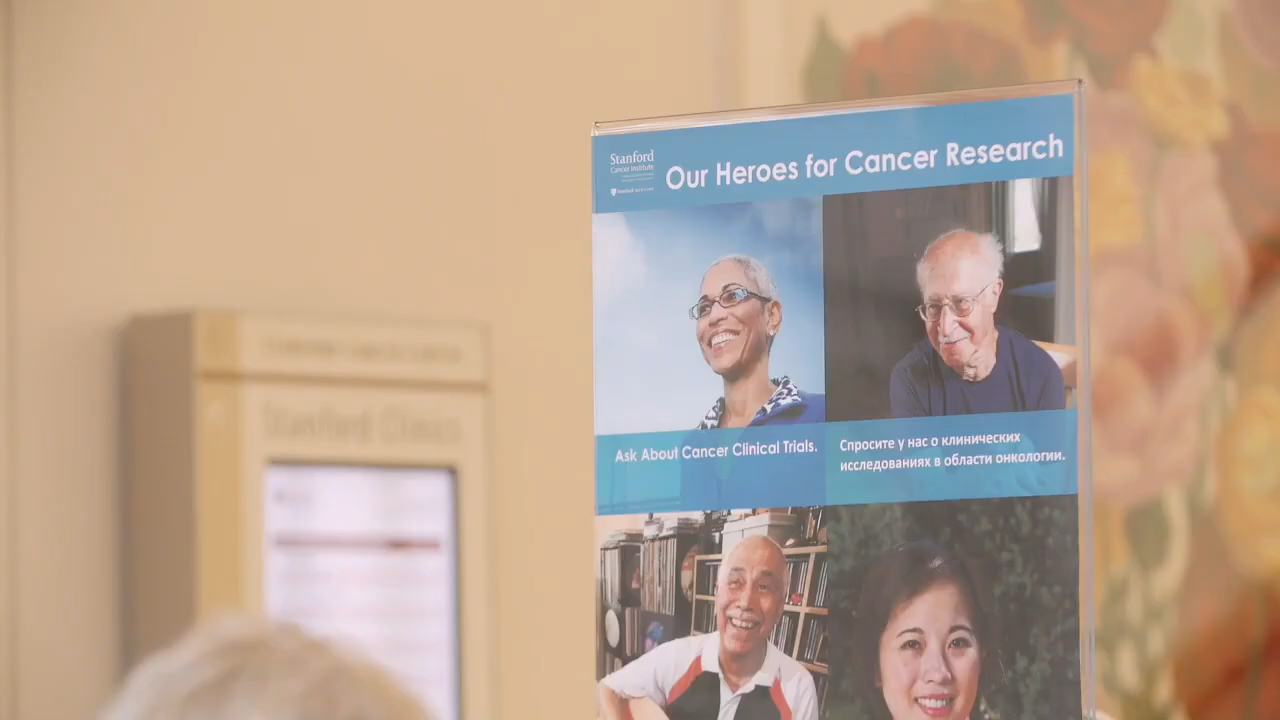 Stanford
Cancer Institute
Our Heroes for Cancer Research
Ask About Cancer Clinical Trials.
Спросите у нас о клинических
исследованиях в области онкологии.
Stanford Clinics